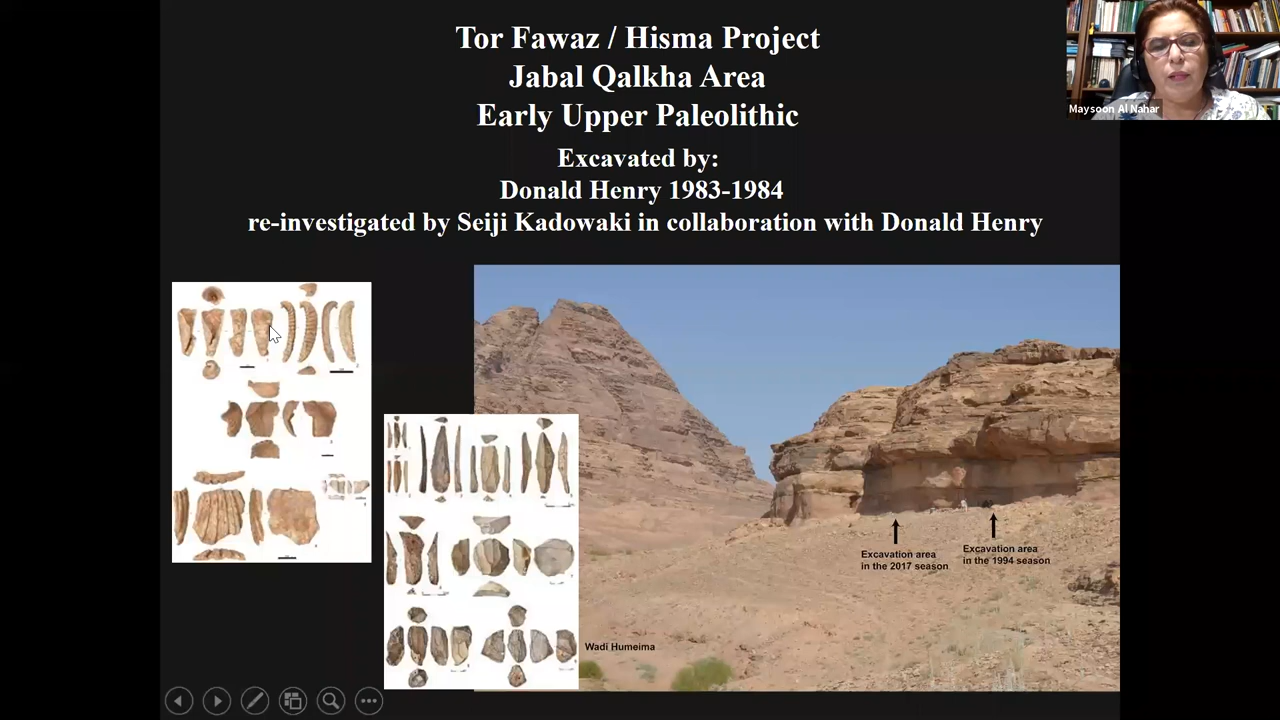 Tor Fawaz / Hisma Project
Jabal Qalkha Area
Early Upper Paleolithic
Excavated by:
Donald Henry 1983-1984
re-investigated by Seiji Kadowaki in collaboration with Donald Henry
Maysoon Al Nahar
Excavation area
in the 2017 season
Excavation area
in the 1994 season
Wadi Humeima